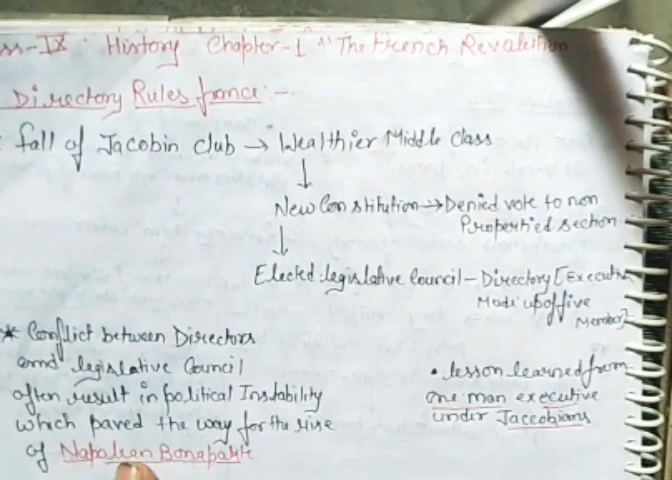 ss-IX: History Chapter-1 "The French Revolution
Directory Rules france:-
fall of Jacobin club → Wealthier Middle Class
↓
New Constitution → Denied vote to non
Propertied section
↓
Elected legislative Council - Directory [Executive
Made up of five
Member]
* Conflict between Directors
and legislative Council
often result in political Instability
which paved the way for the rise
of Napolean Bonaparte
• lesson learned from
one man executive
under Jaccobians